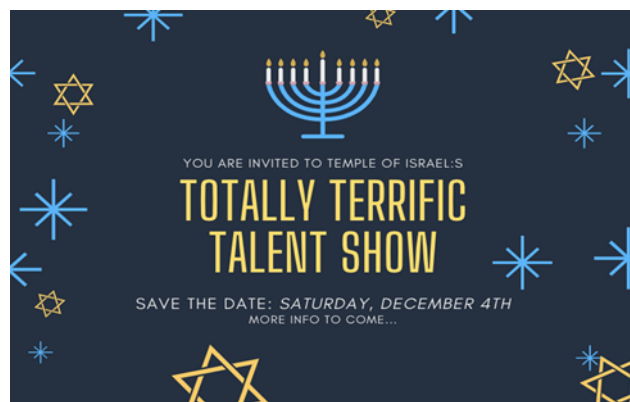 YOU ARE INVITED TO TEMPLE OF ISRAEL:S
TOTALLY TERRIFIC
TALENT SHOW
SAVE THE DATE: SATURDAY, DECEMBER 4TH
MORE INFO TO COME...